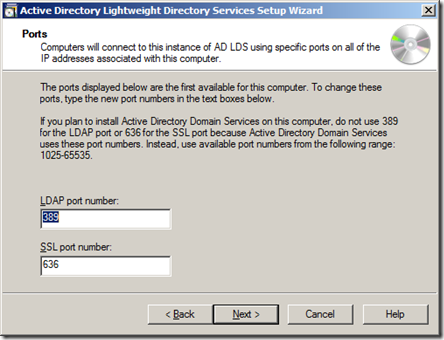 Active Directory Lightweight Directory Services Setup Wizard
Ports
Computers will connect to this instance of AD LDS using specific ports on all of the
IP addresses associated with this computer.
The ports displayed below are the first available for this computer. To change these
ports, type the new port numbers in the text boxes below.
If you plan to install Active Directory Domain Services on this computer, do not use 389
for the LDAP port or 636 for the SSL port because Active Directory Domain Services
uses these port numbers. Instead, use available port numbers from the following range:
1025-65535.
LDAP port number:
389
SSL port number:
636
< Back Next > Cancel Help